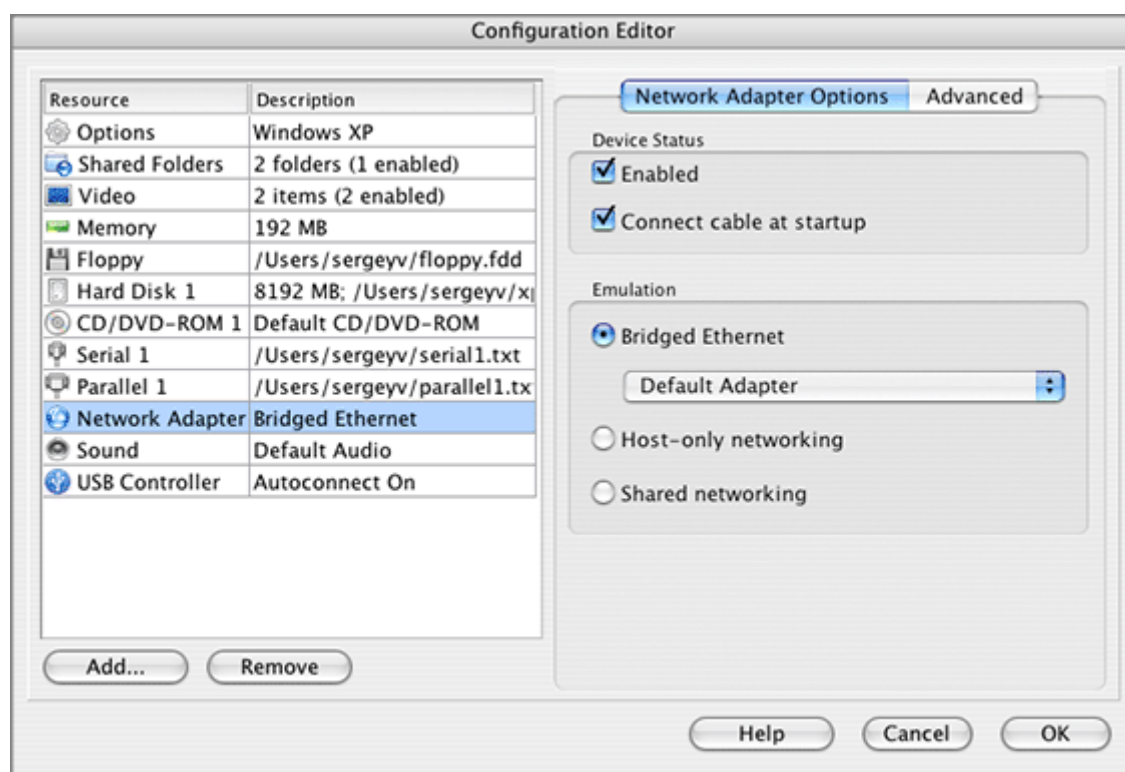 Configuration Editor
Resource Description
Options Windows XP
Shared Folders 2 folders (1 enabled)
Video 2 items (2 enabled)
Memory 192 MB
Floppy /Users/sergeyv/floppy.fdd
Hard Disk 1 8192 MB; /Users/sergeyv/xp
CD/DVD-ROM 1 Default CD/DVD-ROM
Serial 1 /Users/sergeyv/serial1.txt
Parallel 1 /Users/sergeyv/parallel1.tx
Network Adapter Bridged Ethernet
Sound Default Audio
USB Controller Autoconnect On
Add... Remove
Network Adapter Options Advanced
Device Status
Enabled
Connect cable at startup
Emulation
Bridged Ethernet
Default Adapter
Host-only networking
Shared networking
Help Cancel OK